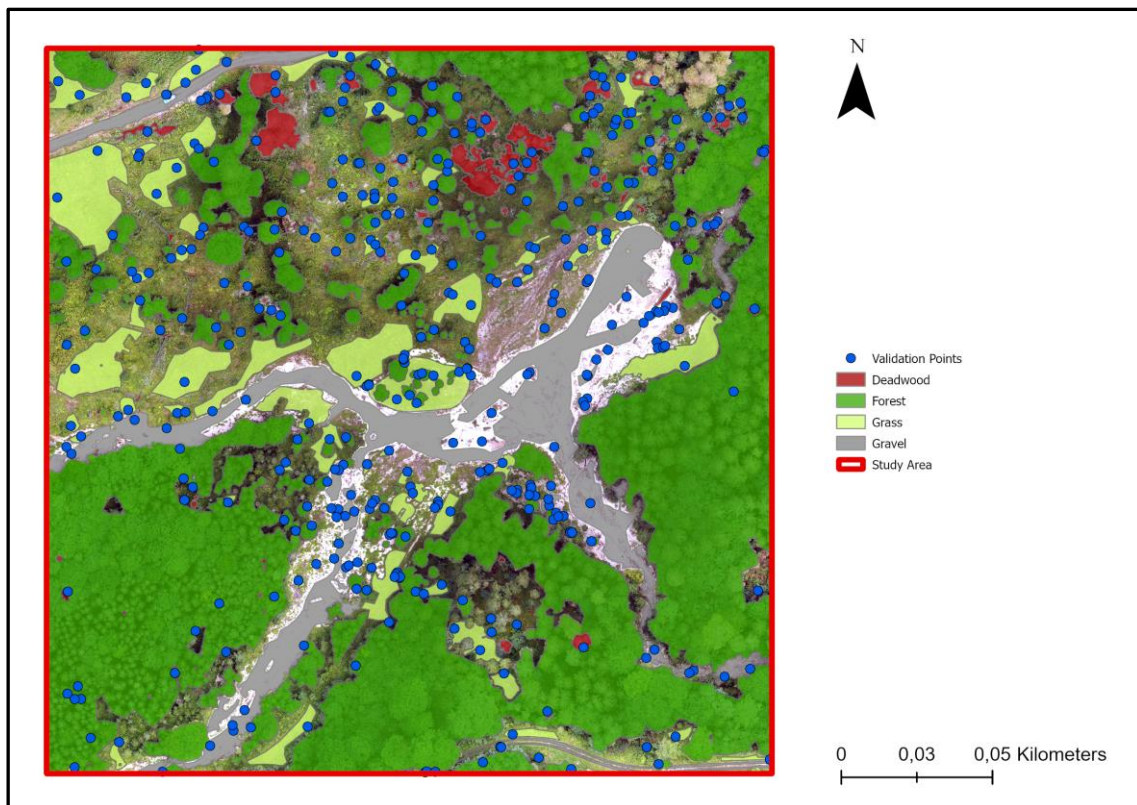 N
Validation Points
Deadwood
Forest
Grass
Gravel
Study Area
0 0,03 0,05 Kilometers